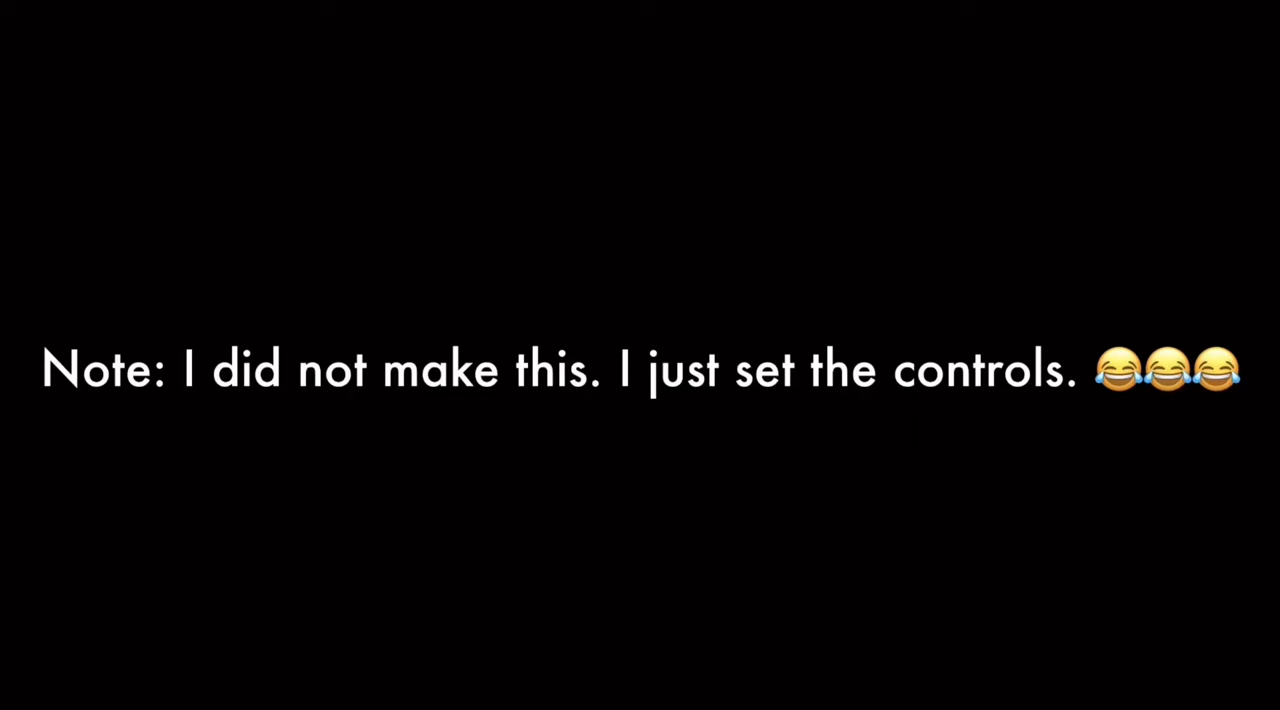 Note: I did not make this. I just set the controls. 😂😂😂